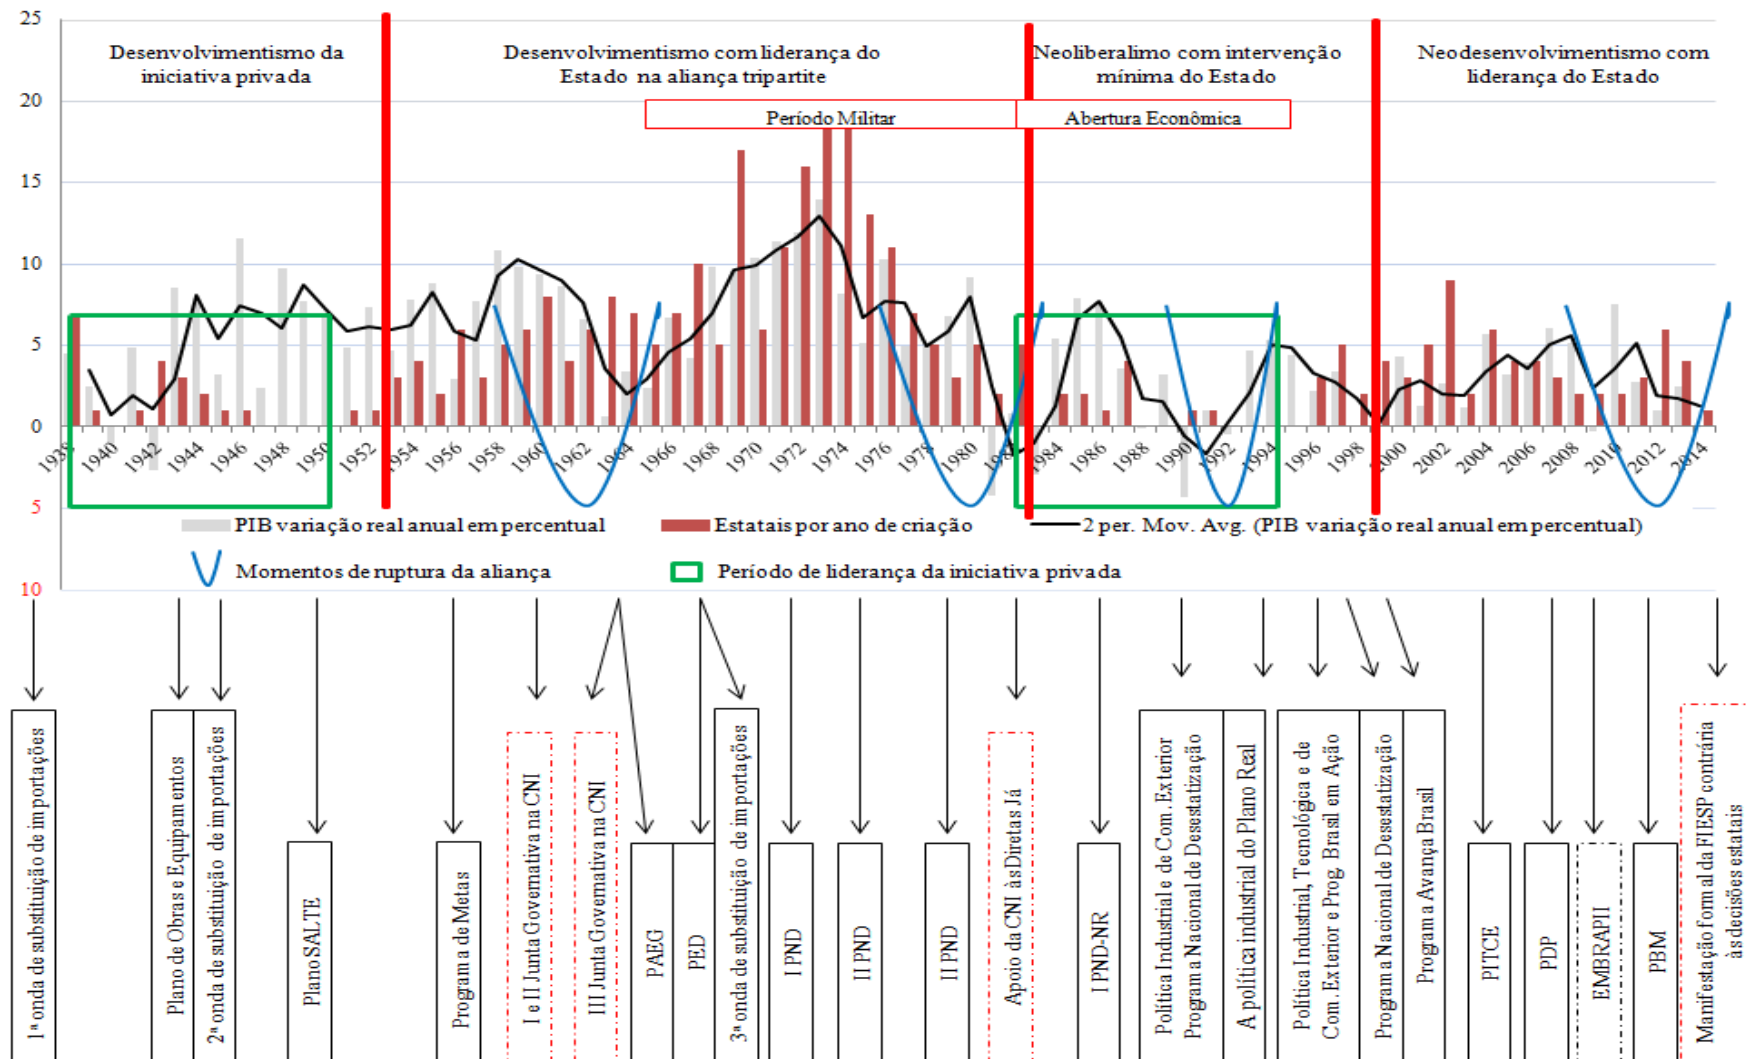 25
20
15
10
5
0
5
10
Desenvolvimentismo da
iniciativa privada
Desenvolvimentismo com liderança do
Estado na aliança tripartite
Neoliberalimo com intervenção
mínima do Estado
Neodesenvolvimentismo com
liderança do Estado
Período Militar
Abertura Econômica
1938
1940
1942
1944
1946
1948
1950
1952
1954
1956
1958
1960
1962
1964
1966
1968
1970
1972
1974
1976
1978
1980
1982
1984
1986
1988
1990
1992
1994
1996
1998
2000
2002
2004
2006
2008
2010
2012
2014
PIB variação real anual em percentual
Estatais por ano de criação
2 per. Mov. Avg. (PIB variação real anual em percentual)
Momentos de ruptura da aliança
Período de liderança da iniciativa privada
1ª onda de substituição de importações
Plano de Obras e Equipamentos
2ª onda de substituição de importações
Plano SALTE
Programa de Metas
I e II Junta Governativa na CNI
III Junta Governativa na CNI
PAEG
PED
3ª onda de substituição de importações
I PND
II PND
II PND
Apoio da CNI às Diretas Já
I PND-NR
Política Industrial e de Com. Exterior
Programa Nacional de Desestatização
A política industrial do Plano Real
Política Industrial, Tecnológica e de
Com. Exterior e Prog. Brasil em Ação
Programa Nacional de Desestatização
Programa Avança Brasil
PITCE
PDP
EMBRAPII
PBM
Manifestação formal da FIESP contrária
às decisões estatais